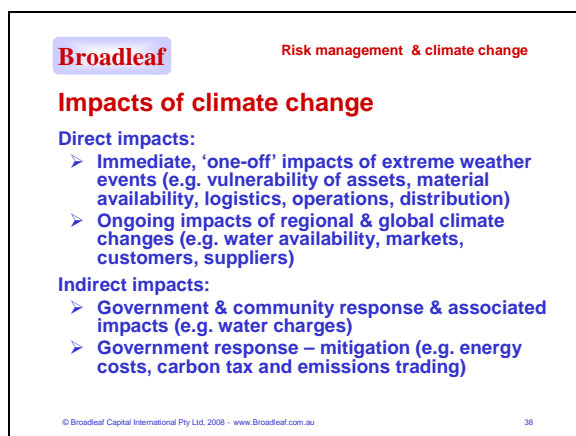 Broadleaf
Risk management & climate change
Impacts of climate change
Direct impacts:
➢ Immediate, ‘one-off’ impacts of extreme weather
events (e.g. vulnerability of assets, material
availability, logistics, operations, distribution)
➢ Ongoing impacts of regional & global climate
changes (e.g. water availability, markets,
customers, suppliers)
Indirect impacts:
➢ Government & community response & associated
impacts (e.g. water charges)
➢ Government response – mitigation (e.g. energy
costs, carbon tax and emissions trading)
© Broadleaf Capital International Pty Ltd, 2008 – www.Broadleaf.com.au
38